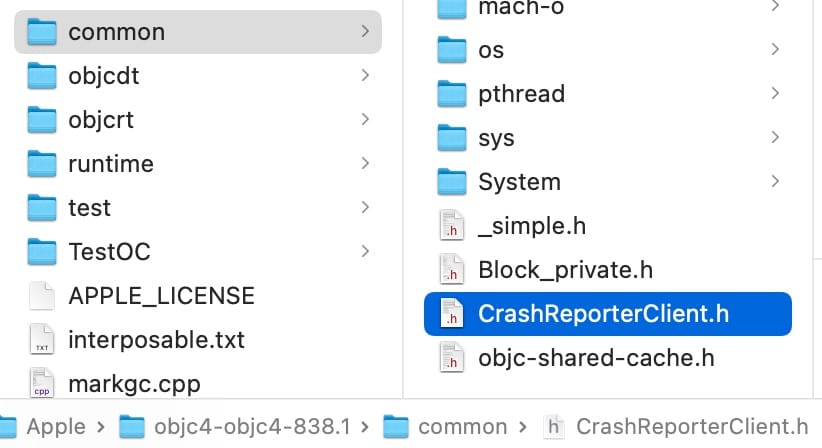 common
objcdt
objcrt
runtime
test
TestOC
APPLE_LICENSE
TXT
interposable.txt
cpp
markgc.cpp
mach-o
os
pthread
sys
System
.h
_simple.h
.h
Block_private.h
.h
CrashReporterClient.h
.h
objc-shared-cache.h
Apple › objc4-objc4-838.1 › common › h CrashReporterClient.h